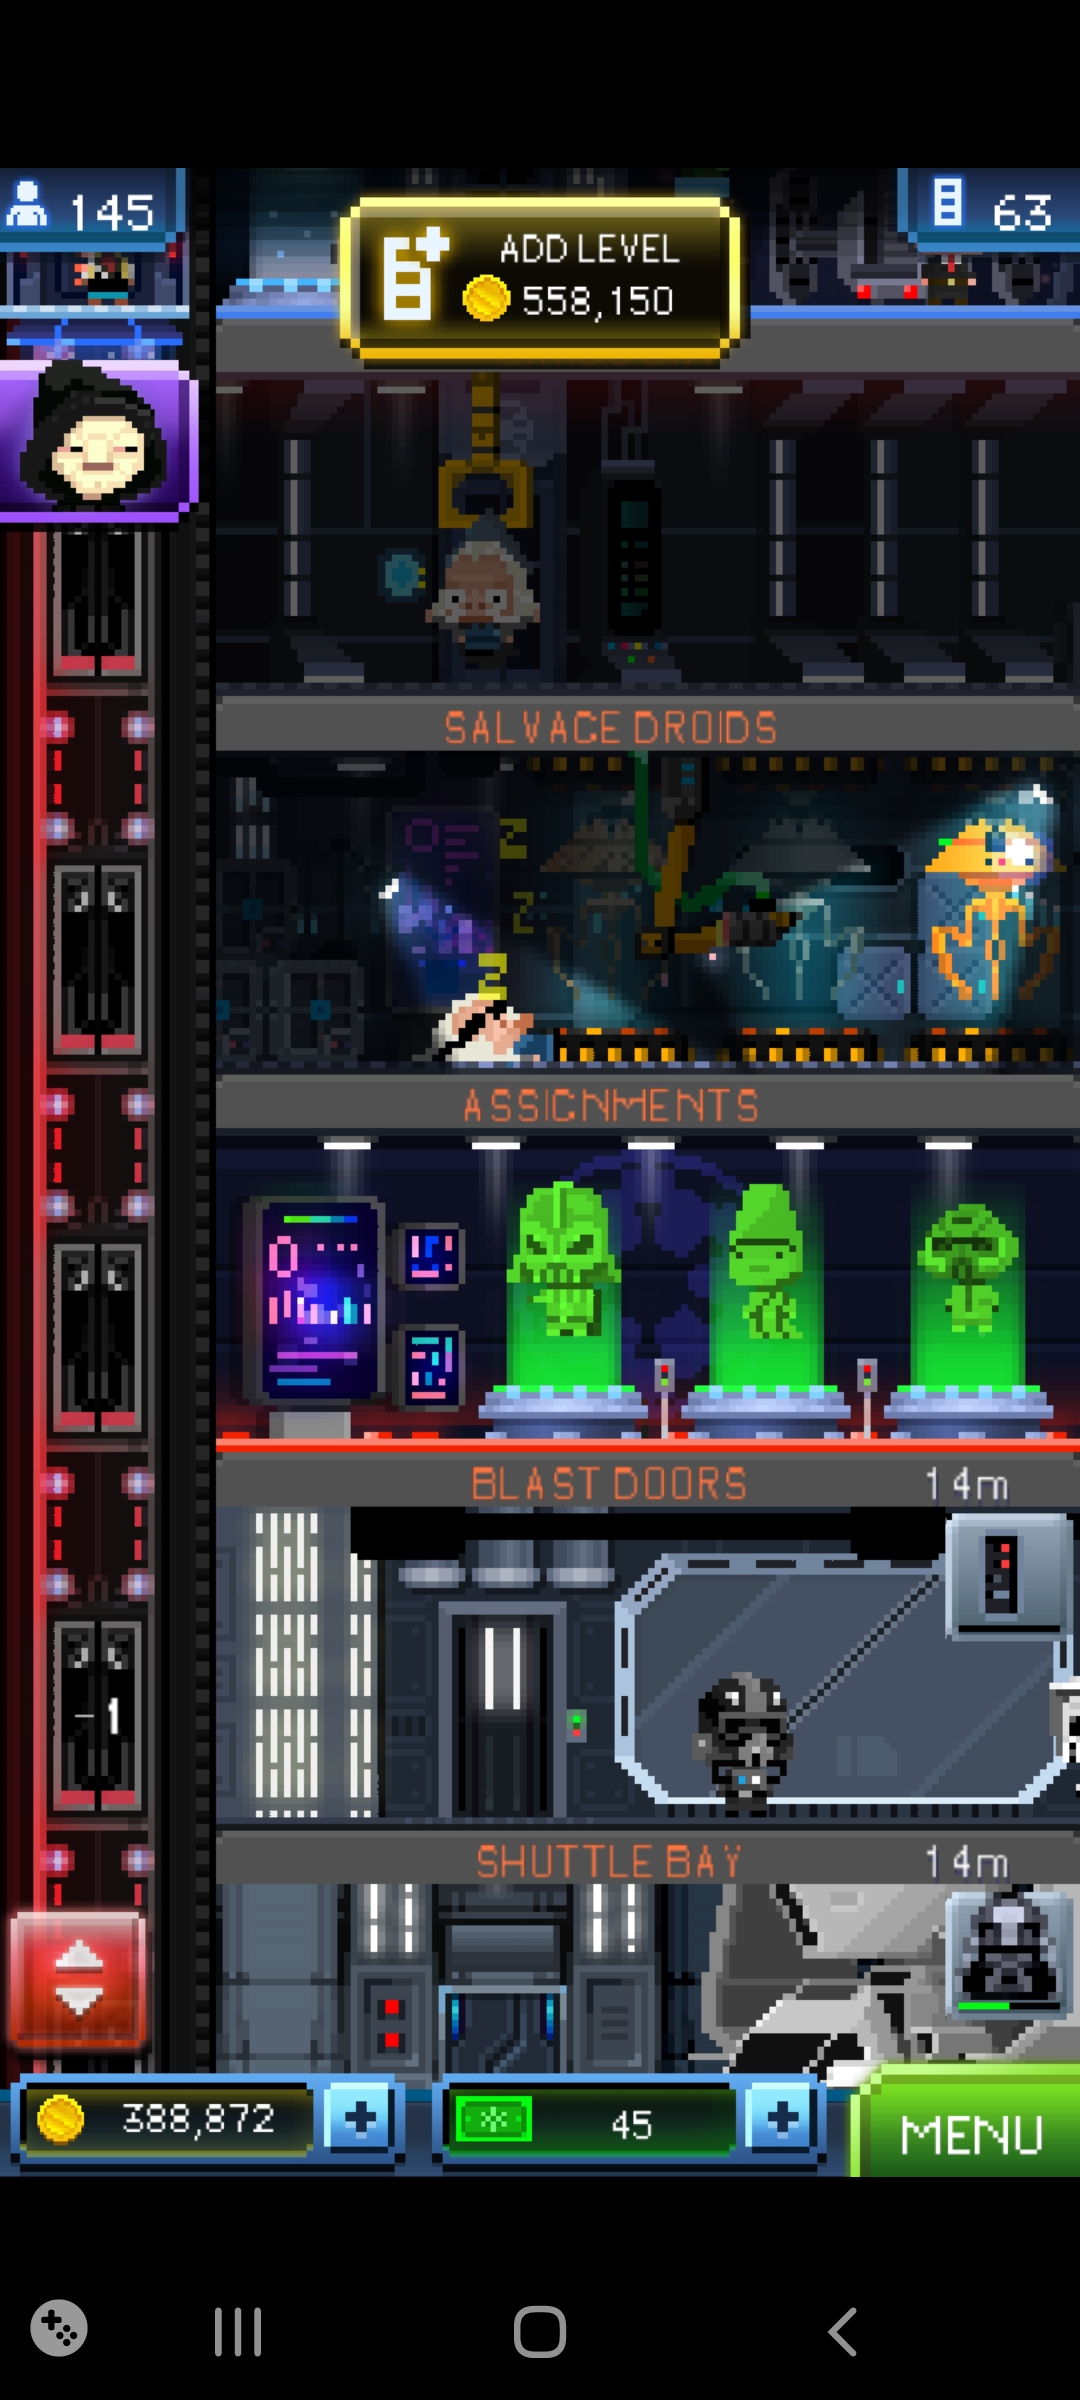 145
ADD LEVEL
558,150
63
SALVAGE DROIDS
Z
Z
Z
ASSIGNMENTS
BLAST DOORS 14m
-1
SHUTTLE BAY 14m
388,872
45
MENU